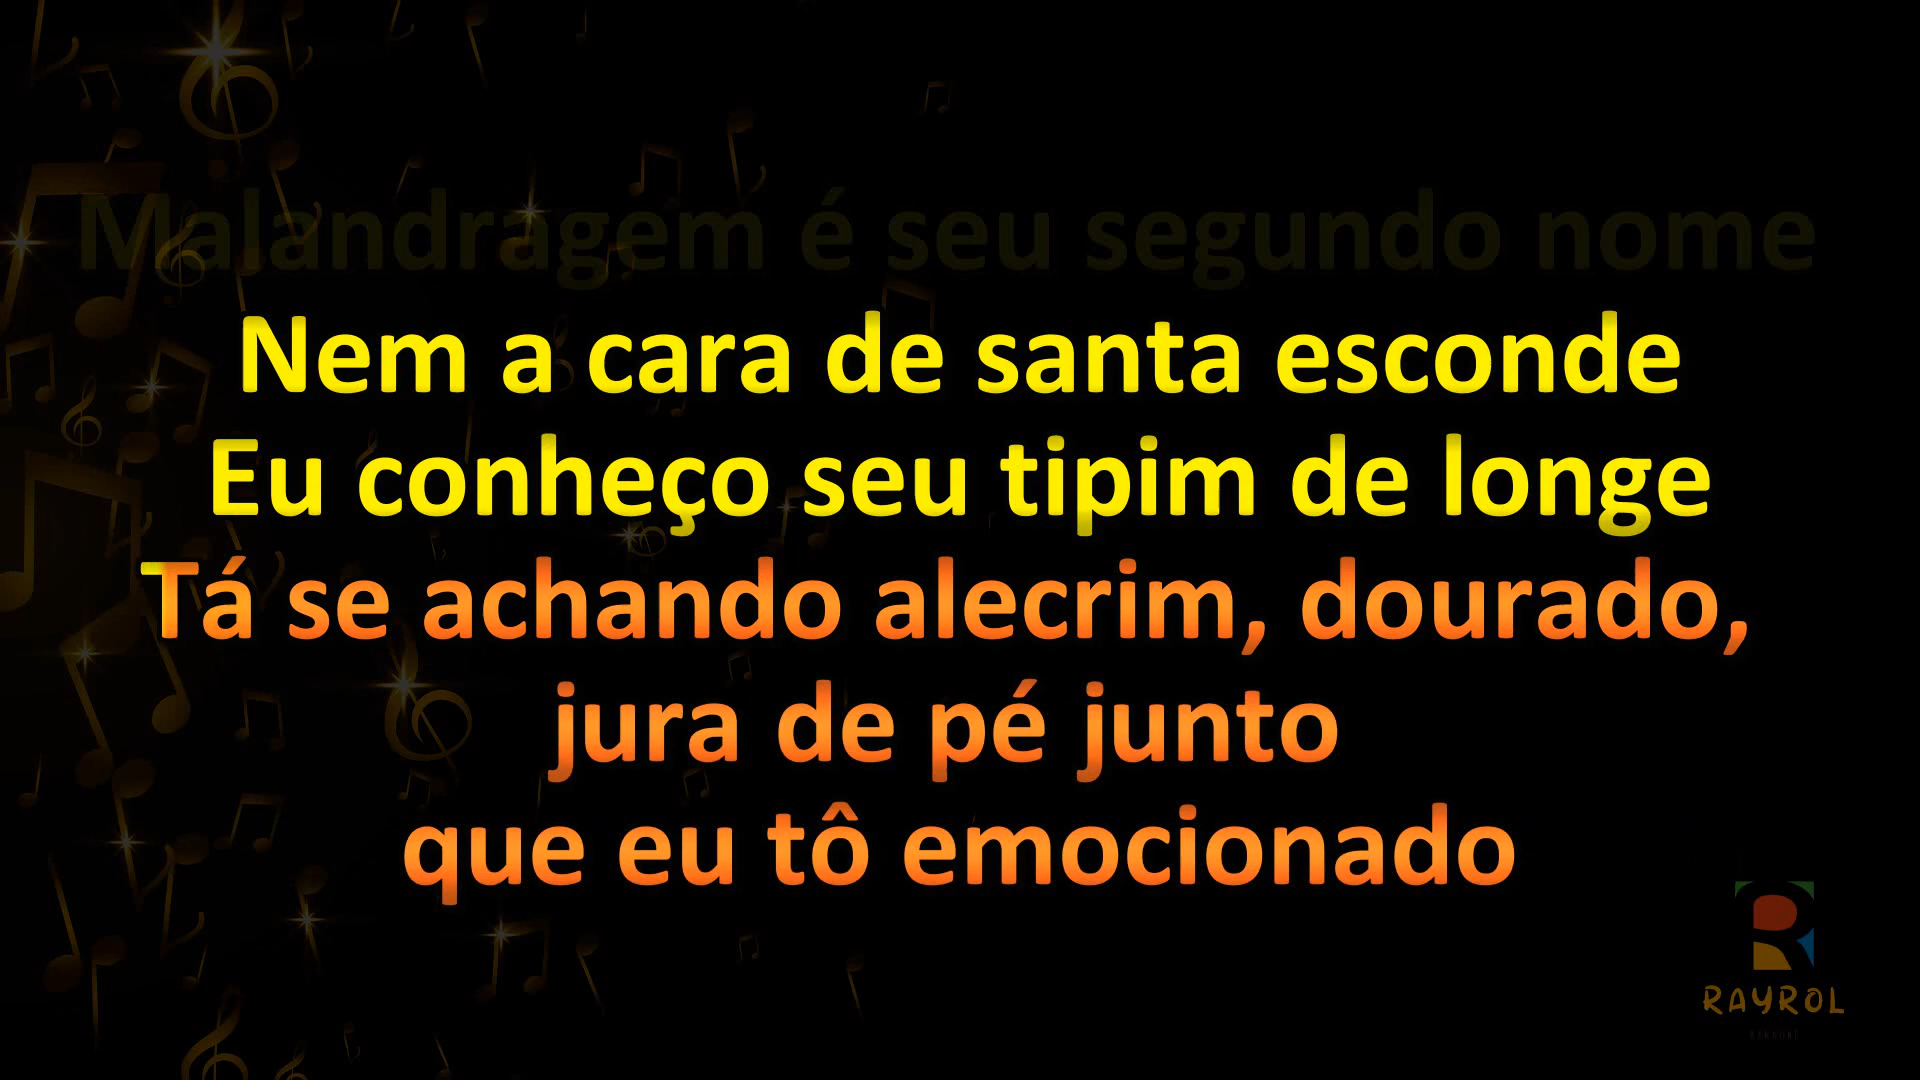 Malandragem é seu segundo nome
Nem a cara de santa esconde
Eu conheço seu tipim de longe
Tá se achando alecrim, dourado,
jura de pé junto
que eu tô emocionado
RAYROL
KARAOKÊ